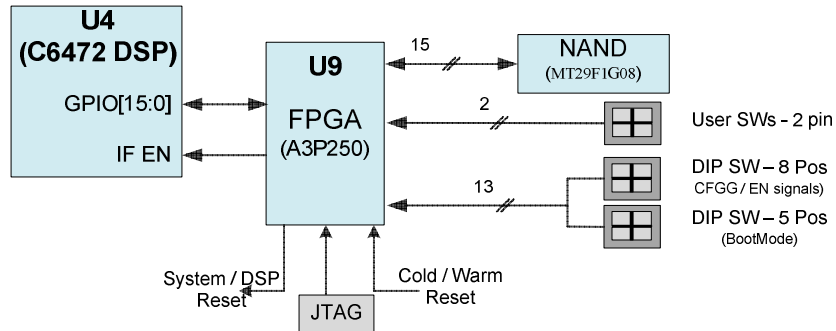 U4
(C6472 DSP)
GPIO[15:0]
IF EN
U9
FPGA
(A3P250)
15
NAND
(MT29F1G08)
2
User SWs - 2 pin
13
DIP SW – 8 Pos
CFGG / EN signals)
DIP SW – 5 Pos
(BootMode)
System / DSP
Reset
JTAG
Cold / Warm
Reset